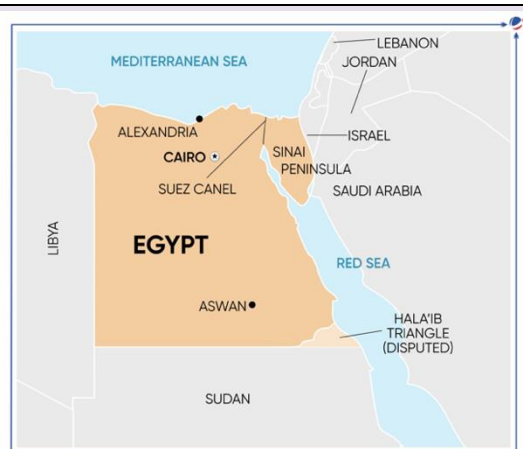 LEBANON
MEDITERRANEAN SEA
JORDAN
ALEXANDRIA
ISRAEL
CAIRO
SINAI
PENINSULA
SUEZ CANEL
SAUDI ARABIA
LIBYA
EGYPT
RED SEA
ASWAN
HALA'IB
TRIANGLE
(DISPUTED)
SUDAN